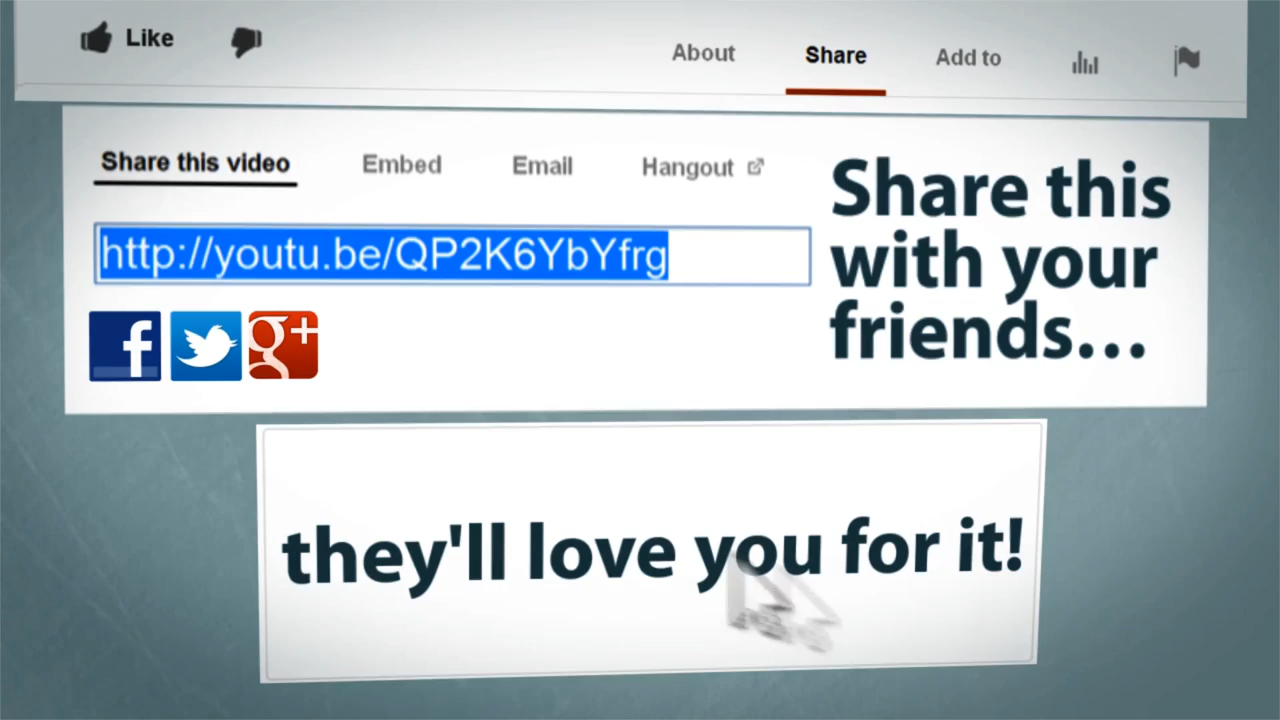 Like
About
Share
Add to
Share this video
Embed
Email
Hangout
http://youtu.be/QP2K6YbYfrg
f
g+
Share this
with your
friends...
they'll love you for it!